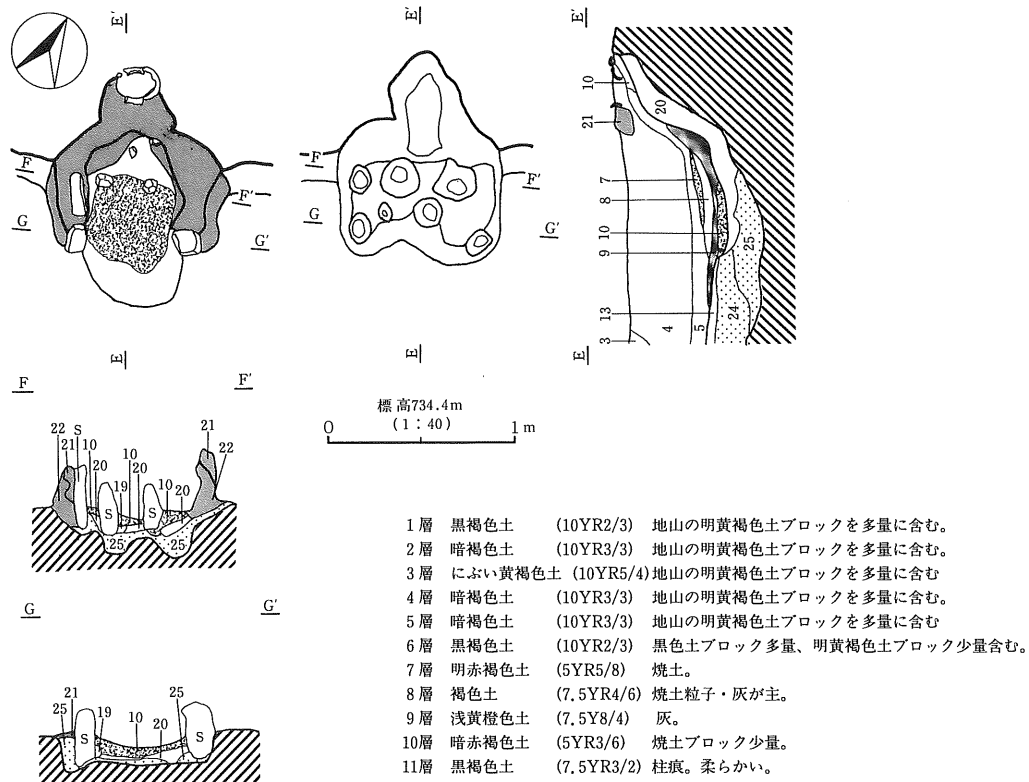 E'
E'
E'
F
F'
G
G'
E
F
F'
G
G'
E
10
20
21
7
8
10
9
25
13
24
3
4
5
E
F
F'
標高734.4m
(1:40)
0
1 m
22
21
S
10
20
19
10
20
S
S
10
20
21
22
25
25
G
G'
25
21
19
S
10
20
25
S
1層 黒褐色土 (10YR2/3) 地山の明黄褐色土ブロックを多量に含む。
2層 暗褐色土 (10YR3/3) 地山の明黄褐色土ブロックを多量に含む。
3層 にぶい黄褐色土 (10YR5/4)地山の明黄褐色土ブロックを多量に含む
4層 暗褐色土 (10YR3/3) 地山の明黄褐色土ブロックを多量に含む。
5層 暗褐色土 (10YR3/3) 地山の明黄褐色土ブロックを多量に含む
6層 黒褐色土 (10YR2/3) 黒色土ブロック多量、明黄褐色土ブロック少量含む。
7層 明赤褐色土 (5YR5/8) 焼土。
8層 褐色土 (7.5YR4/6) 焼土粒子・灰が主。
9層 浅黄橙色土 (7.5Y8/4) 灰。
10層 暗赤褐色土 (5YR3/6) 焼土ブロック少量。
11層 黒褐色土 (7.5YR3/2) 柱痕。柔らかい。